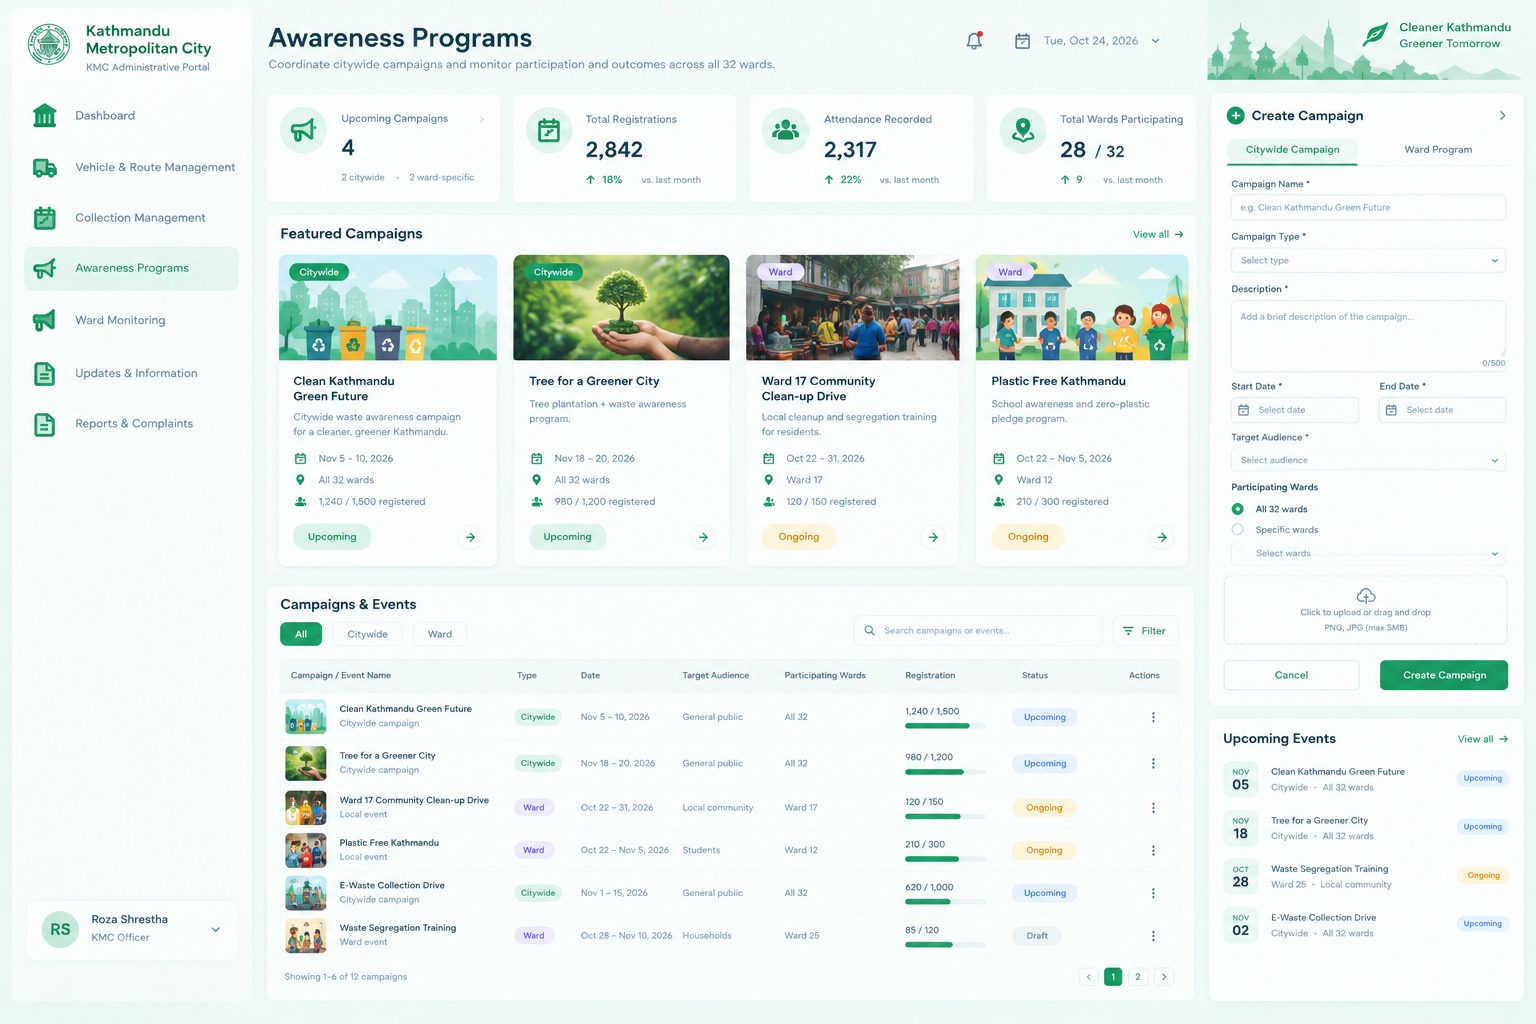 Kathmandu
Metropolitan City
KMC Administrative Portal
Dashboard
Vehicle & Route Management
Collection Management
Awareness Programs
Ward Monitoring
Updates & Information
Reports & Complaints
RS
Roza Shrestha
KMC Officer
Awareness Programs
Coordinate citywide campaigns and monitor participation and outcomes across all 32 wards.
Tue, Oct 24, 2026
Cleaner Kathmandu
Greener Tomorrow
Upcoming Campaigns
4
2 citywide · 2 ward-specific
Total Registrations
2,842
18% vs. last month
Attendance Recorded
2,317
22% vs. last month
Total Wards Participating
28 / 32
9 vs. last month
Featured Campaigns
View all
Citywide
Clean Kathmandu
Green Future
Citywide waste awareness campaign
for a cleaner, greener Kathmandu.
Nov 5 – 10, 2026
All 32 wards
1,240 / 1,500 registered
Upcoming
Citywide
Tree for a Greener City
Tree plantation + waste awareness
program.
Nov 18 – 20, 2026
All 32 wards
980 / 1,200 registered
Upcoming
Ward
Ward 17 Community
Clean-up Drive
Local cleanup and segregation training
for residents.
Oct 22 – 31, 2026
Ward 17
120 / 150 registered
Ongoing
Ward
Plastic Free Kathmandu
School awareness and zero-plastic
pledge program.
Oct 22 – Nov 5, 2026
Ward 12
210 / 300 registered
Ongoing
Campaigns & Events
All Citywide Ward
Search campaigns or events...
Filter
Campaign / Event Name Type Date Target Audience Participating Wards Registration Status Actions
Clean Kathmandu Green Future
Citywide campaign
Citywide Nov 5 – 10, 2026 General public All 32 1,240 / 1,500 Upcoming
Tree for a Greener City
Citywide campaign
Citywide Nov 18 – 20, 2026 General public All 32 980 / 1,200 Upcoming
Ward 17 Community Clean-up Drive
Local event
Ward Oct 22 – 31, 2026 Local community Ward 17 120 / 150 Ongoing
Plastic Free Kathmandu
Local event
Ward Oct 22 – Nov 5, 2026 Students Ward 12 210 / 300 Ongoing
E-Waste Collection Drive
Citywide campaign
Citywide Nov 1 – 15, 2026 General public All 32 620 / 1,000 Upcoming
Waste Segregation Training
Ward event
Ward Oct 28 – Nov 10, 2026 Households Ward 25 85 / 120 Draft
Showing 1–6 of 12 campaigns
1 2
Create Campaign
Citywide Campaign Ward Program
Campaign Name *
e.g. Clean Kathmandu Green Future
Campaign Type *
Select type
Description *
Add a brief description of the campaign...
0/500
Start Date * End Date *
Select date Select date
Target Audience *
Select audience
Participating Wards
All 32 wards
Specific wards
Select wards
Click to upload or drag and drop
PNG, JPG (max 5MB)
Cancel Create Campaign
Upcoming Events
View all
NOV
05
Clean Kathmandu Green Future
Citywide · All 32 wards
Upcoming
NOV
18
Tree for a Greener City
Citywide · All 32 wards
Upcoming
OCT
28
Waste Segregation Training
Ward 25 · Local community
Ongoing
NOV
02
E-Waste Collection Drive
Citywide · All 32 wards
Upcoming